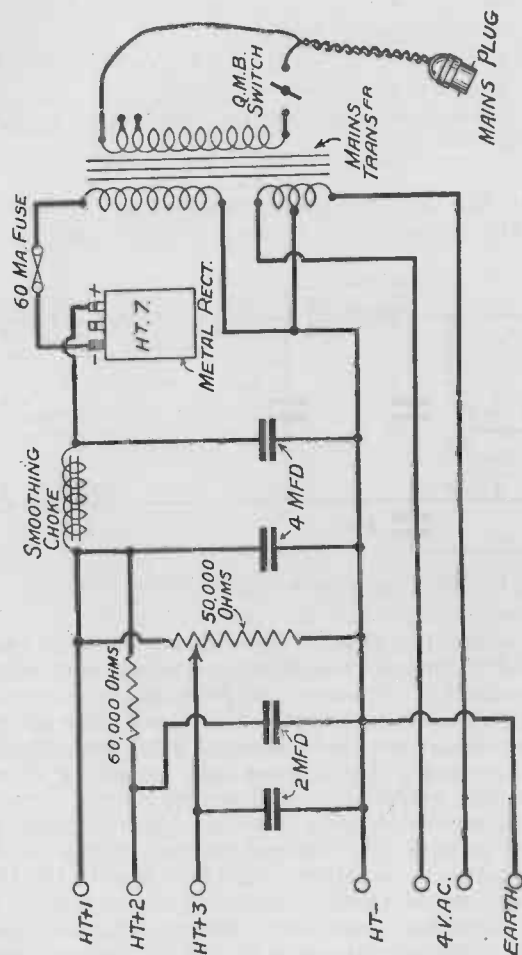 60 MA. FUSE
HT. 7.
- +
METAL RECT.
Q.M.B.
SWITCH
MAINS
TRANSFR
MAINS PLUG
SMOOTHING
CHOKE
4 MFD
50,000
OHMS
60,000 OHMS
2 MFD
HT+1
HT+2
HT+3
HT-
4 V. AC.
EARTH